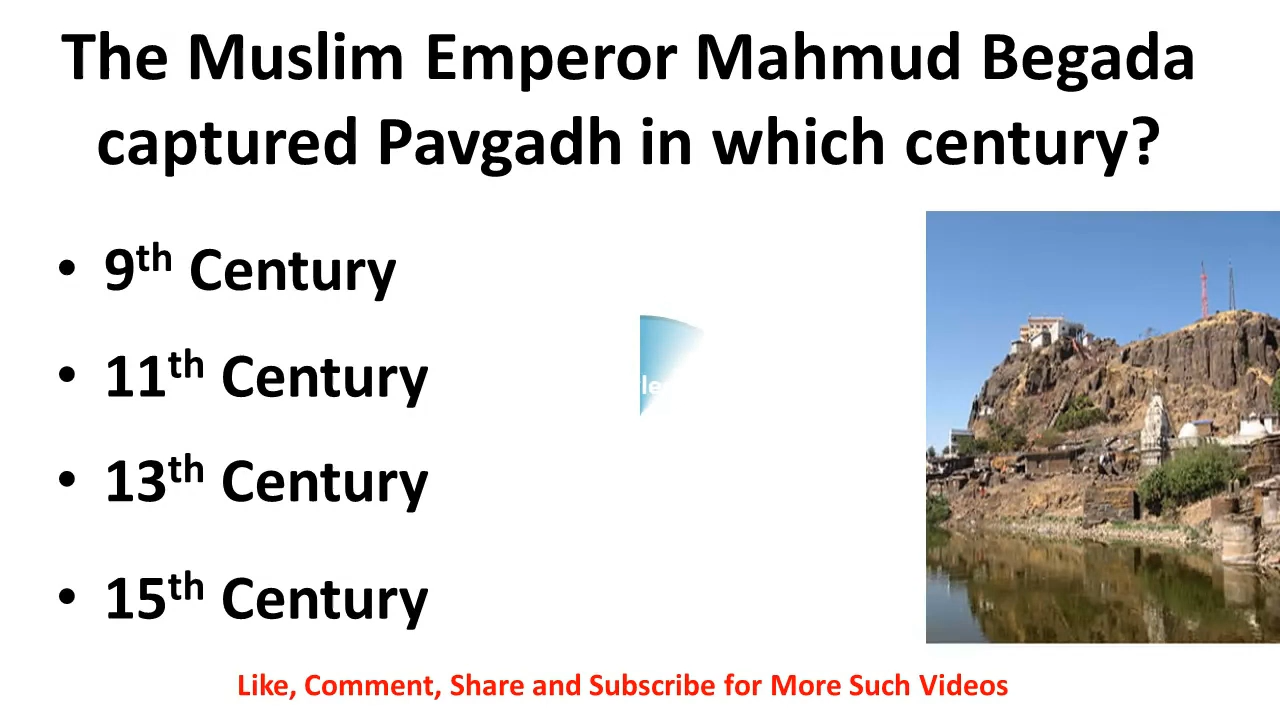 The Muslim Emperor Mahmud Begada
captured Pavgadh in which century?
• 9th Century
• 11th Century
• 13th Century
• 15th Century
Like, Comment, Share and Subscribe for More Such Videos